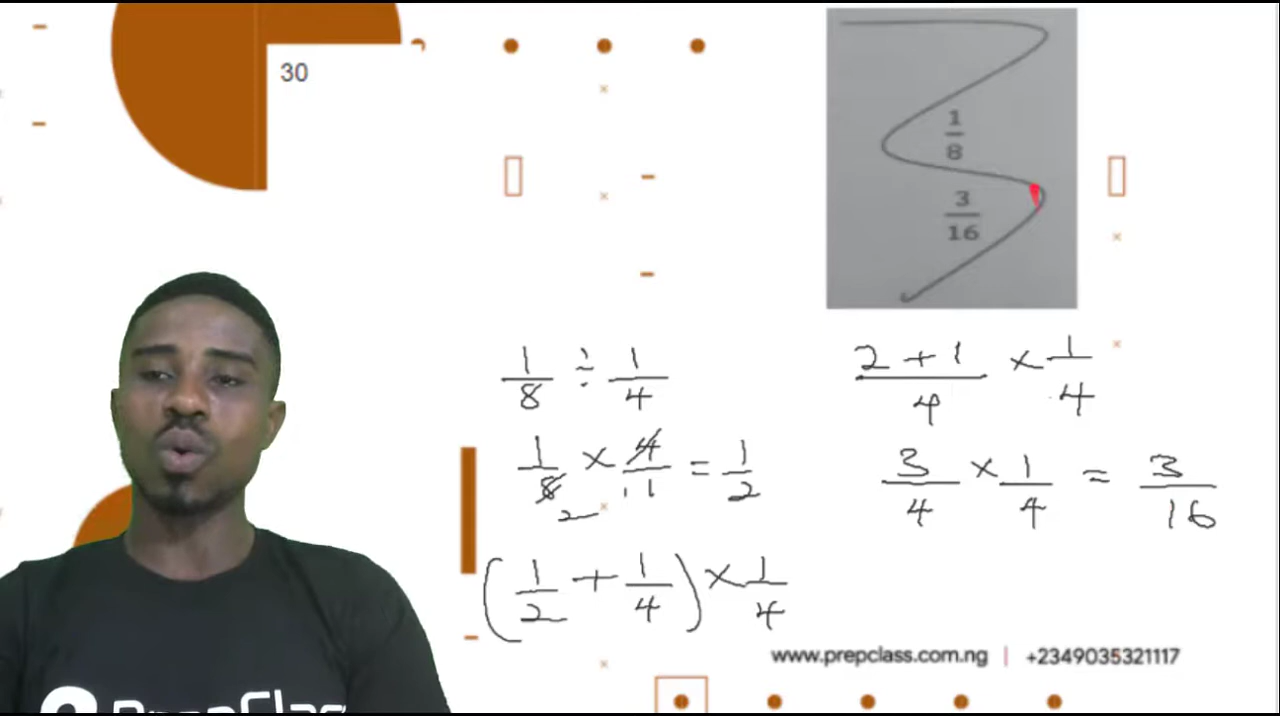 30
1/8
3/16
1/8 ÷ 1/4
1/8 × 4/1 = 1/2
2
(1/2 + 1/4) × 1/4
2 + 1/4 × 1/4
3/4 × 1/4 = 3/16
www.prepclass.com.ng | +2349035321117